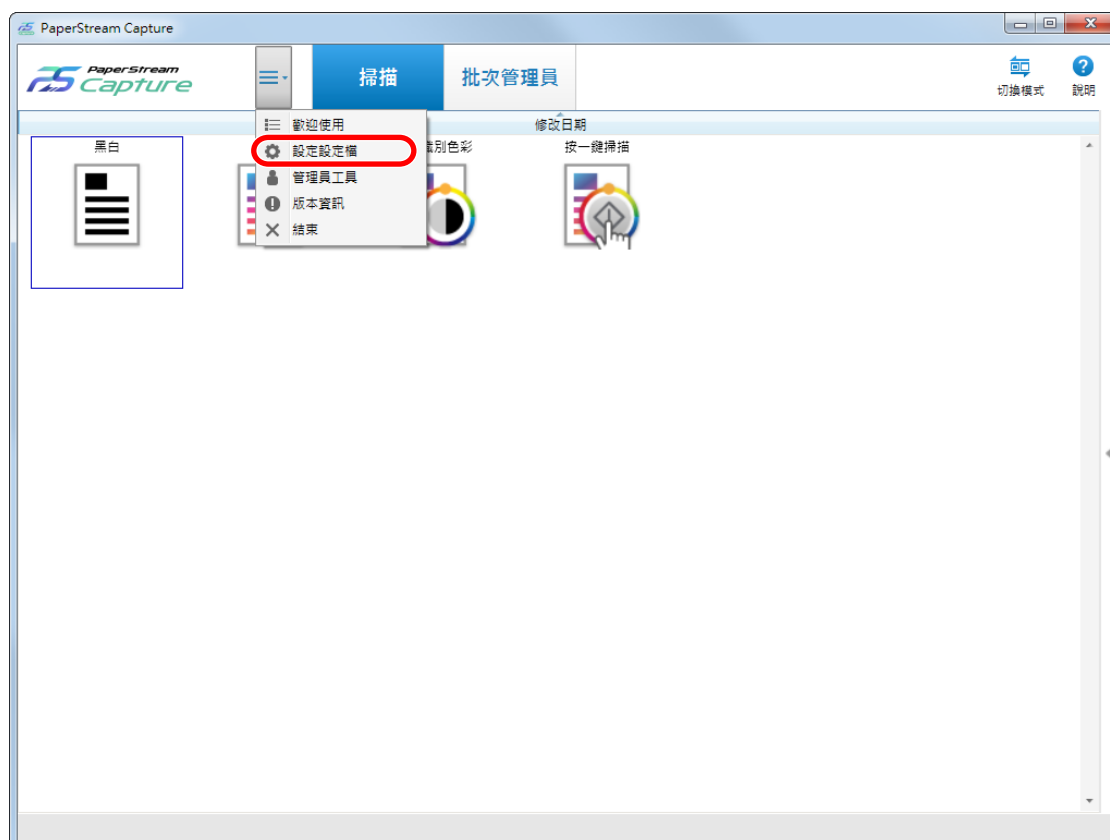 PaperStream Capture
PaperStream
Capture
掃描
批次管理員
切換模式
說明
歡迎使用
設定設定檔
管理員工具
版本資訊
結束
修改日期
黑白
別色彩
按一鍵掃描